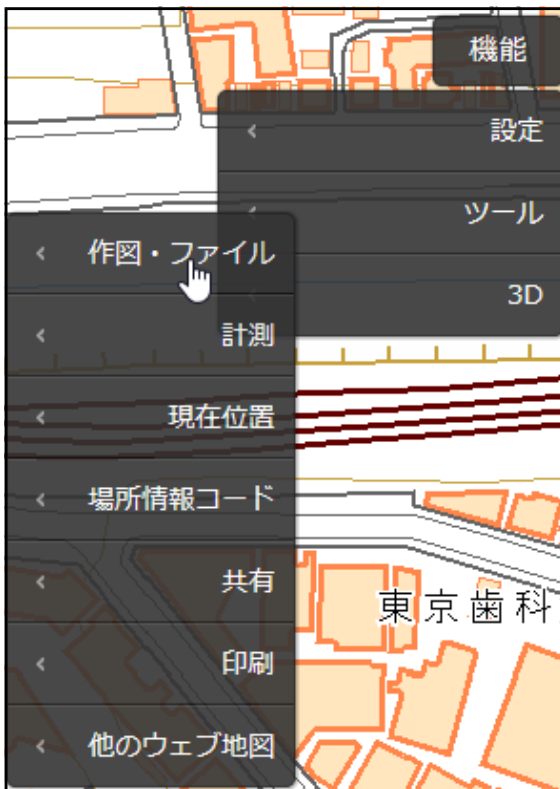 機能
設定
ツール
3D
作図・ファイル
計測
現在位置
場所情報コード
共有
印刷
他のウェブ地図
東京歯科